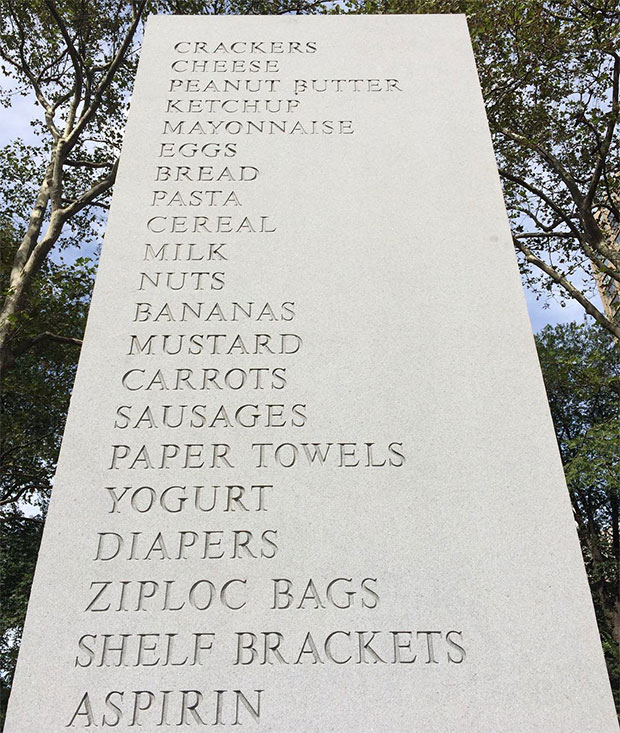 CRACKERS
CHEESE
PEANUT BUTTER
KETCHUP
MAYONNAISE
EGGS
BREAD
PASTA
CEREAL
MILK
NUTS
BANANAS
MUSTARD
CARROTS
SAUSAGES
PAPER TOWELS
YOGURT
DIAPERS
ZIPLOC BAGS
SHELF BRACKETS
ASPIRIN